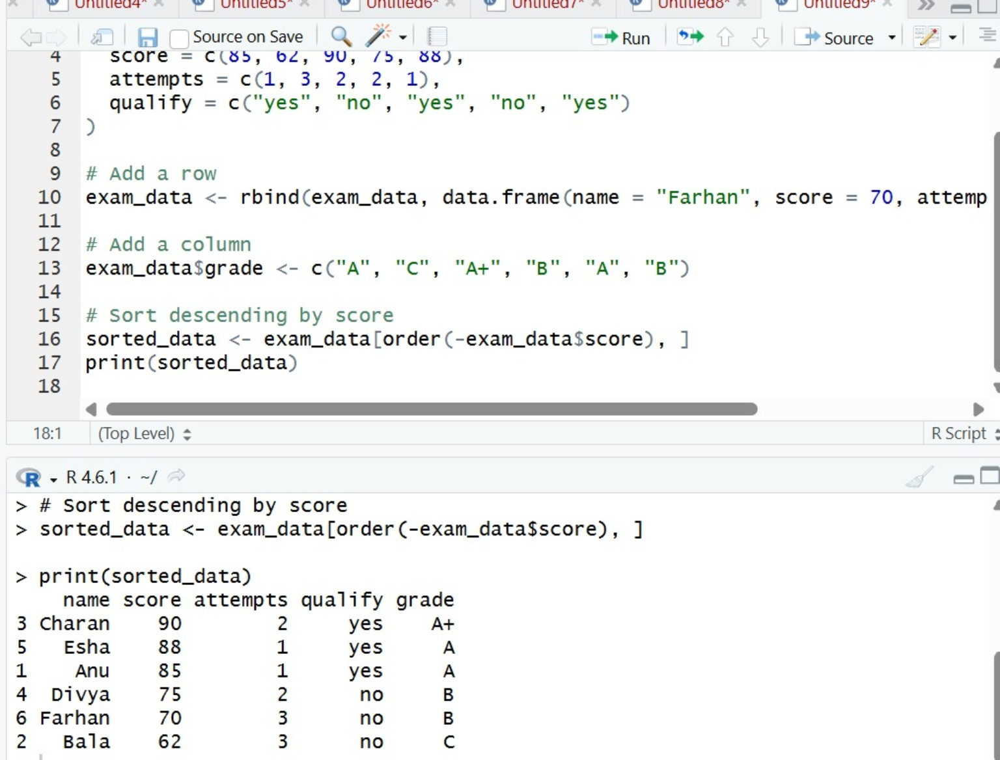 Untitled4* Untitled5* Untitled6* Untitled7* Untitled8* Untitled9*
Source on Save Run Source
4 score = c(85, 62, 90, 75, 88),
5 attempts = c(1, 3, 2, 2, 1),
6 qualify = c("yes", "no", "yes", "no", "yes")
7 )
8
9 # Add a row
10 exam_data <- rbind(exam_data, data.frame(name = "Farhan", score = 70, attemp
11
12 # Add a column
13 exam_data$grade <- c("A", "C", "A+", "B", "A", "B")
14
15 # Sort descending by score
16 sorted_data <- exam_data[order(-exam_data$score), ]
17 print(sorted_data)
18
18:1 (Top Level) R Script
R R 4.6.1 · ~/
> # Sort descending by score
> sorted_data <- exam_data[order(-exam_data$score), ]
> print(sorted_data)
name score attempts qualify grade
3 Charan 90 2 yes A+
5 Esha 88 1 yes A
1 Anu 85 1 yes A
4 Divya 75 2 no B
6 Farhan 70 3 no B
2 Bala 62 3 no C